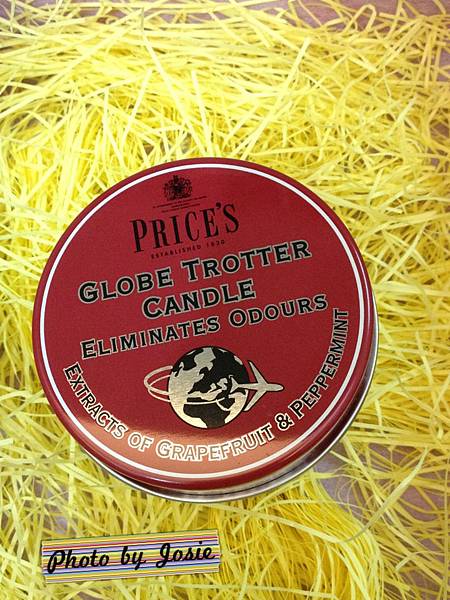 PRICE'S
ESTABLISHED 1830
GLOBE TROTTER
CANDLE
ELIMINATES ODOURS
EXTRACTS OF GRAPEFRUIT & PEPPERMINT
Photo by Josie